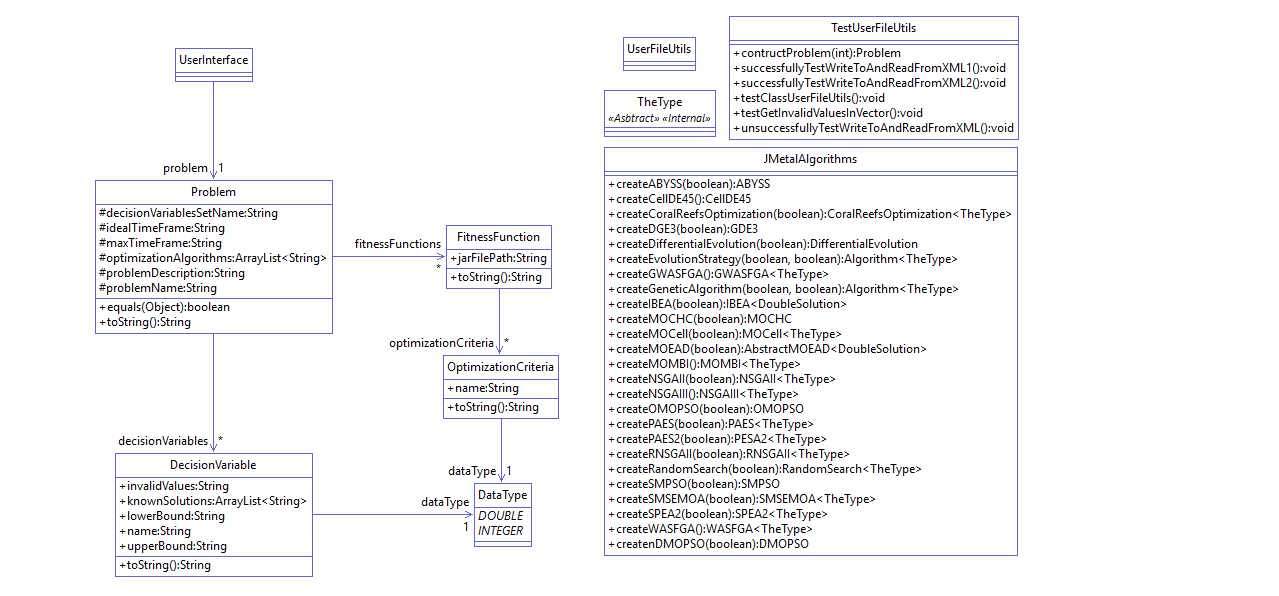 UserInterface
problem 1
Problem
#decisionVariablesSetName:String
#idealTimeFrame:String
#maxTimeFrame:String
#optimizationAlgorithms:ArrayList<String>
#problemDescription:String
#problemName:String
+equals(Object):boolean
+toString():String
fitnessFunctions
*
FitnessFunction
+jarFilePath:String
+toString():String
optimizationCriteria *
OptimizationCriteria
+name:String
+toString():String
decisionVariables *
DecisionVariable
+invalidValues:String
+knownSolutions:ArrayList<String>
+lowerBound:String
+name:String
+upperBound:String
+toString():String
dataType 1
dataType
1
DataType
DOUBLE
INTEGER
UserFileUtils
TheType
«Asbtract» «Internal»
TestUserFileUtils
+contructProblem(int):Problem
+successfullyTestWriteToAndReadFromXML1():void
+successfullyTestWriteToAndReadFromXML2():void
+testClassUserFileUtils():void
+testGetInvalidValuesInVector():void
+unsuccessfullyTestWriteToAndReadFromXML():void
JMetalAlgorithms
+createABYSS(boolean):ABYSS
+createCellDE45():CellDE45
+createCoralReefsOptimization(boolean):CoralReefsOptimization<TheType>
+createDGE3(boolean):GDE3
+createDifferentialEvolution(boolean):DifferentialEvolution
+createEvolutionStrategy(boolean, boolean):Algorithm<TheType>
+createGWASFGA():GWASFGA<TheType>
+createGeneticAlgorithm(boolean, boolean):Algorithm<TheType>
+createIBEA(boolean):IBEA<DoubleSolution>
+createMOCHC(boolean):MOCHC
+createMOCell(boolean):MOCell<TheType>
+createMOEAD(boolean):AbstractMOEAD<DoubleSolution>
+createMOMBI():MOMBI<TheType>
+createNSGAII(boolean):NSGAII<TheType>
+createNSGAIII():NSGAIII<TheType>
+createOMOPSO(boolean):OMOPSO
+createPAES(boolean):PAES<TheType>
+createPAES2(boolean):PESA2<TheType>
+createRNSGAII(boolean):RNSGAII<TheType>
+createRandomSearch(boolean):RandomSearch<TheType>
+createSMPSO(boolean):SMPSO
+createSMSEMOA(boolean):SMSEMOA<TheType>
+createSPEA2(boolean):SPEA2<TheType>
+createWASFGA():WASFGA<TheType>
+creatennDMOPSO(boolean):DMOPSO